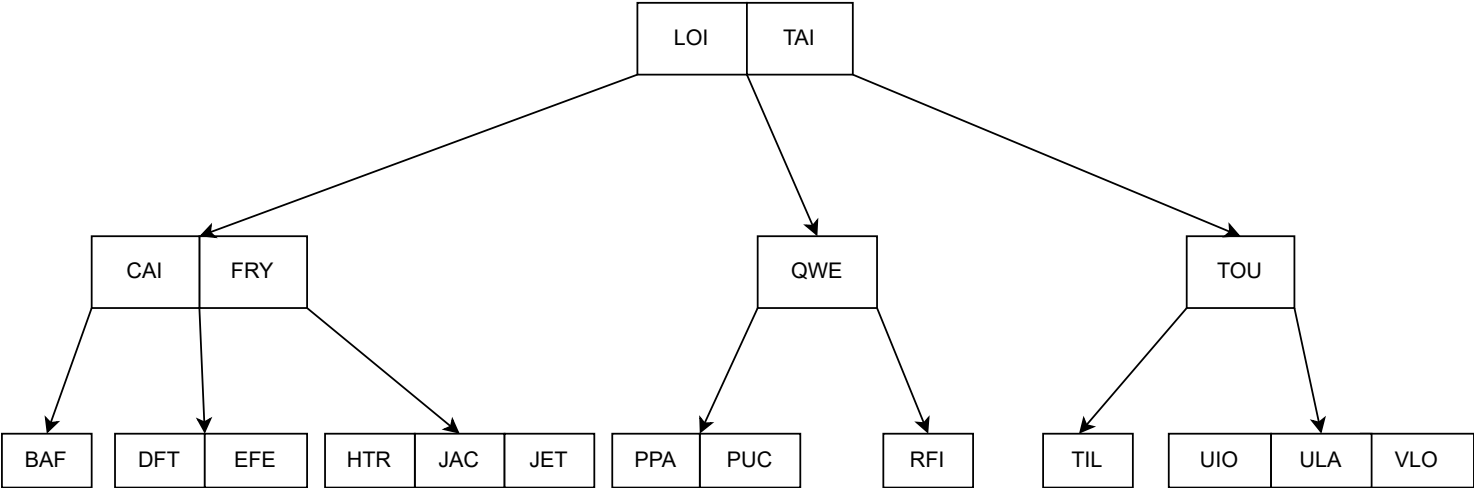 LOI TAI
CAI FRY QWE TOU
BAF DFT EFE HTR JAC JET PPA PUC RFI TIL UIO ULA VLO